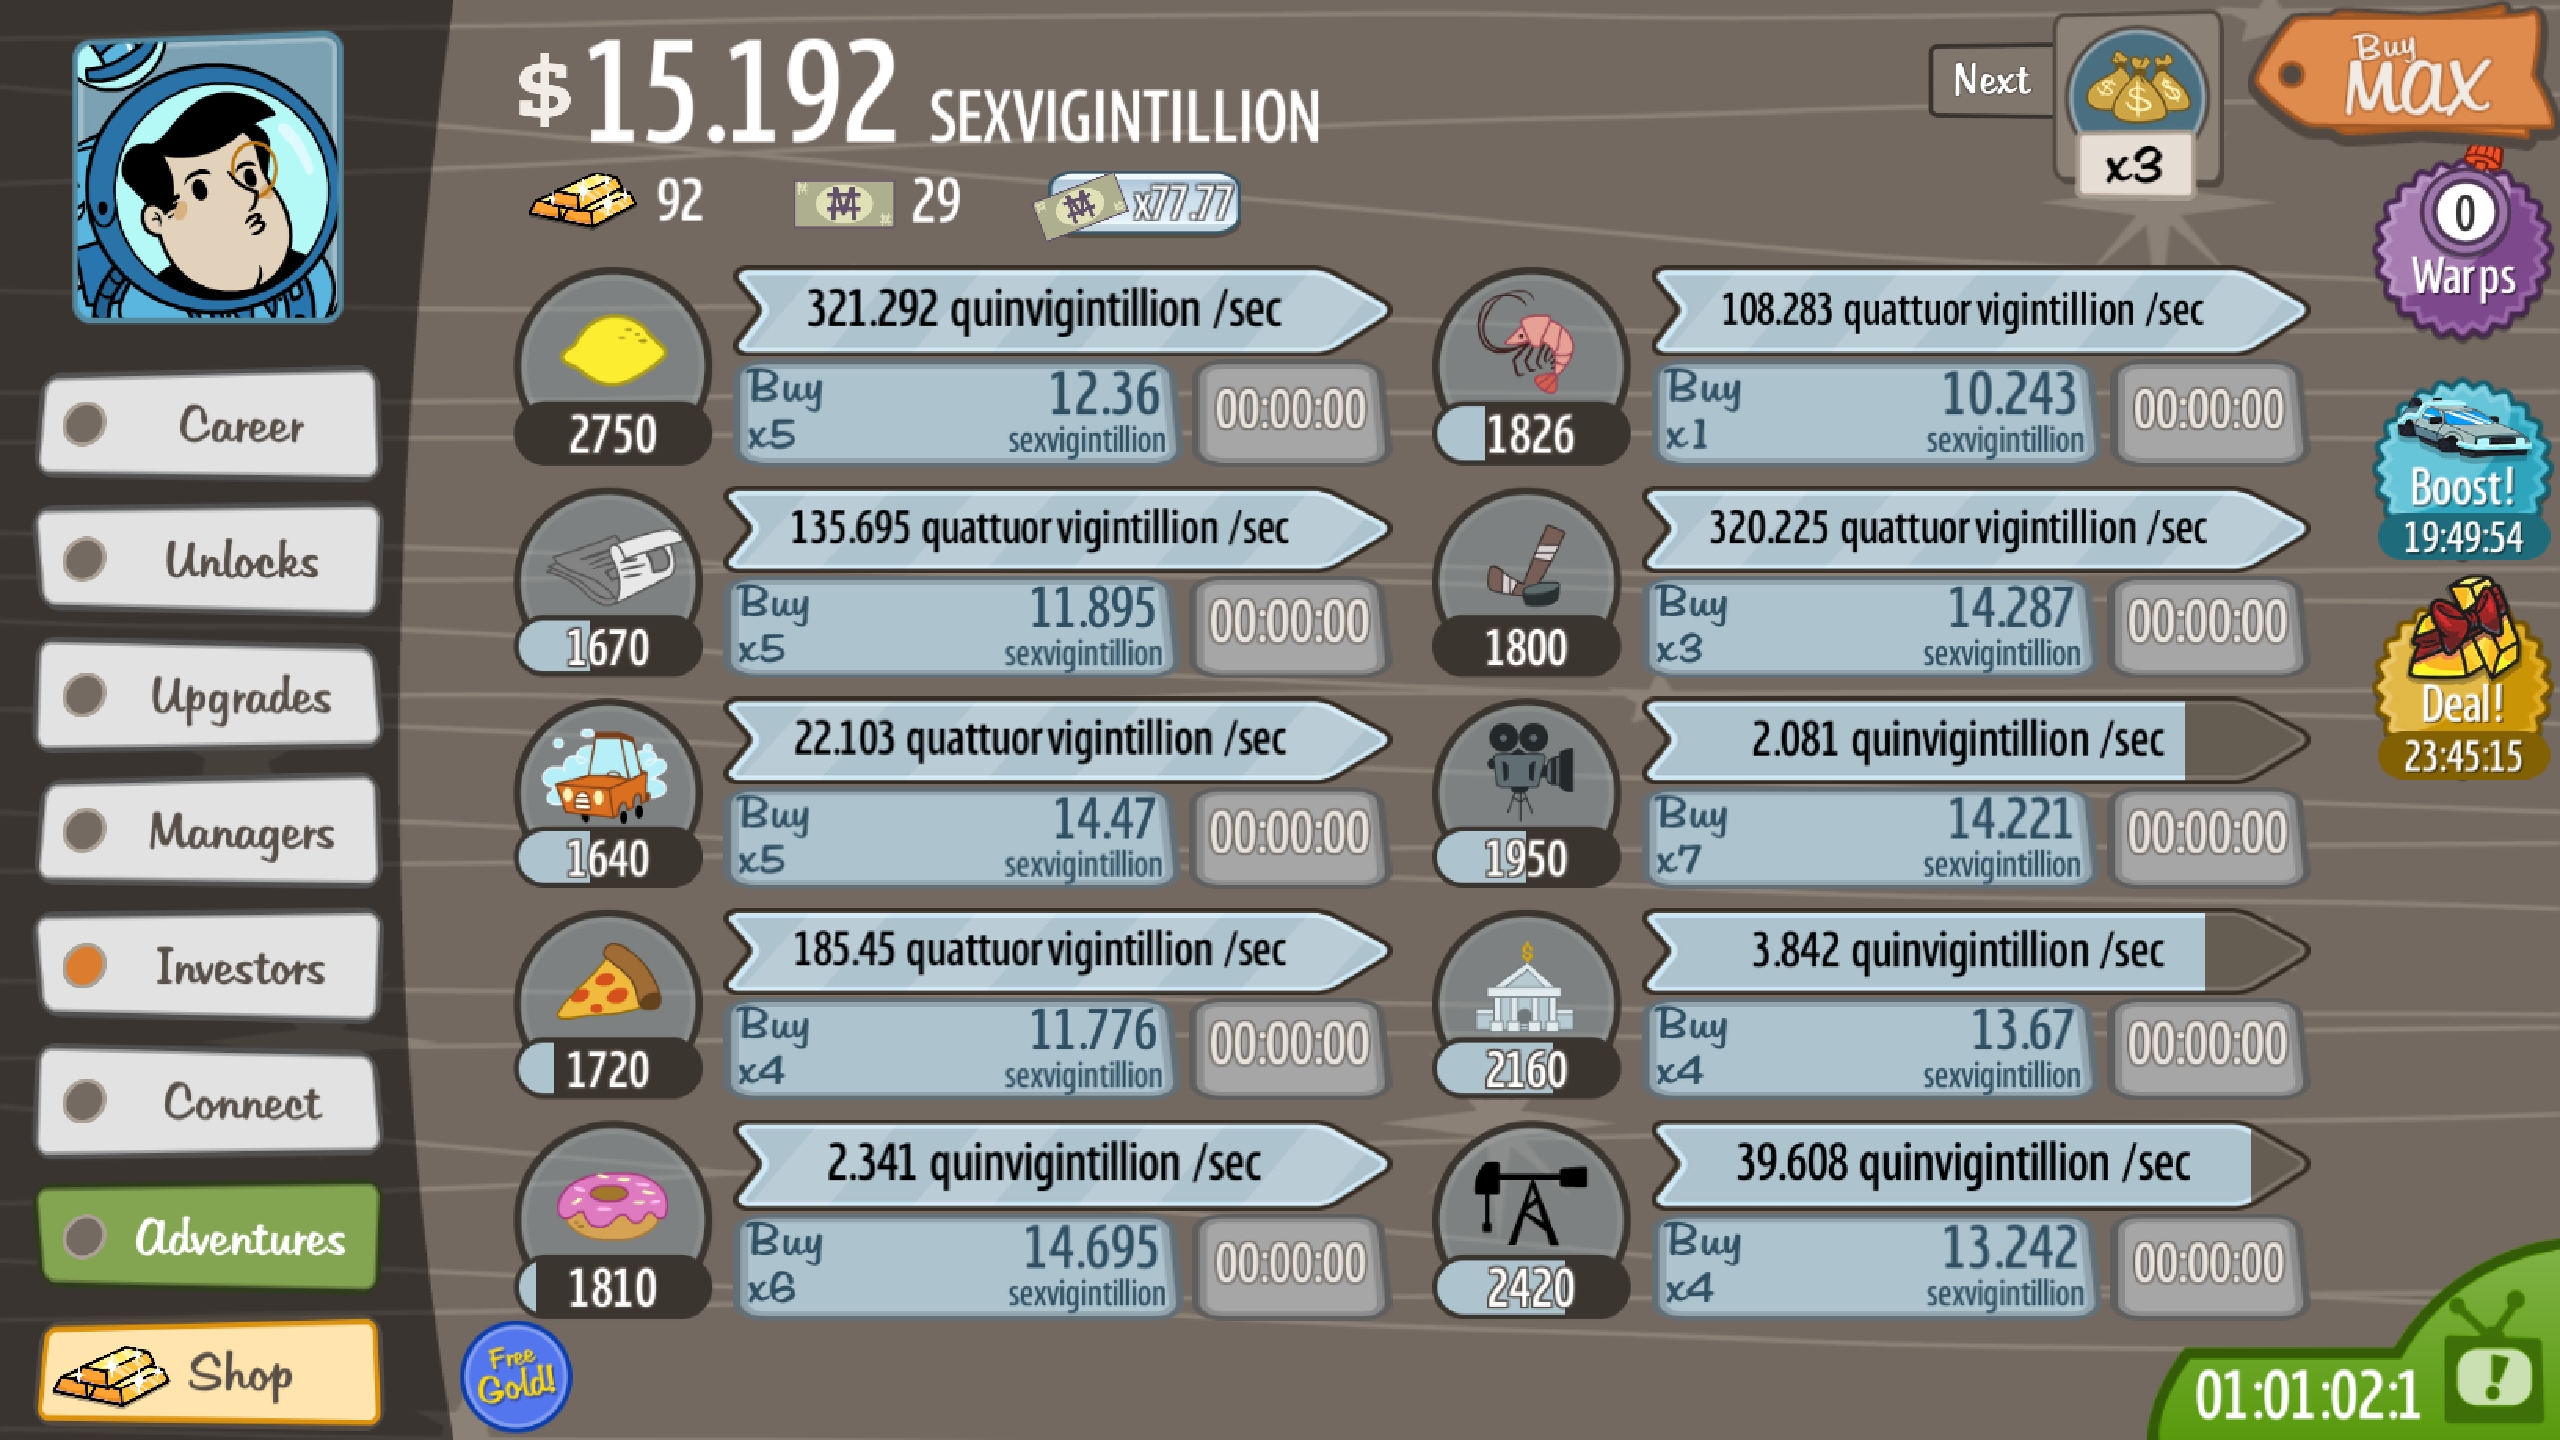 $15.192 SEXVIGINTILLION
92
29
x77.77
Next
x3
Buy
MAX
0
Warps
Boost!
19:49:54
Deal!
23:45:15
Career
Unlocks
Upgrades
Managers
Investors
Connect
Adventures
Shop
321.292 quinvigintillion /sec
2750
Buy
x5
12.36
sexvigintillion
00:00:00
135.695 quattuorvigintillion /sec
1670
Buy
x5
11.895
sexvigintillion
00:00:00
22.103 quattuorvigintillion /sec
1640
Buy
x5
14.47
sexvigintillion
00:00:00
185.45 quattuorvigintillion /sec
1720
Buy
x4
11.776
sexvigintillion
00:00:00
2.341 quinvigintillion /sec
1810
Buy
x6
14.695
sexvigintillion
00:00:00
108.283 quattuorvigintillion /sec
1826
Buy
x1
10.243
sexvigintillion
00:00:00
320.225 quattuorvigintillion /sec
1800
Buy
x3
14.287
sexvigintillion
00:00:00
2.081 quinvigintillion /sec
1950
Buy
x7
14.221
sexvigintillion
00:00:00
3.842 quinvigintillion /sec
2160
Buy
x4
13.67
sexvigintillion
00:00:00
39.608 quinvigintillion /sec
2420
Buy
x4
13.242
sexvigintillion
00:00:00
Free
Gold!
01:01:02:1